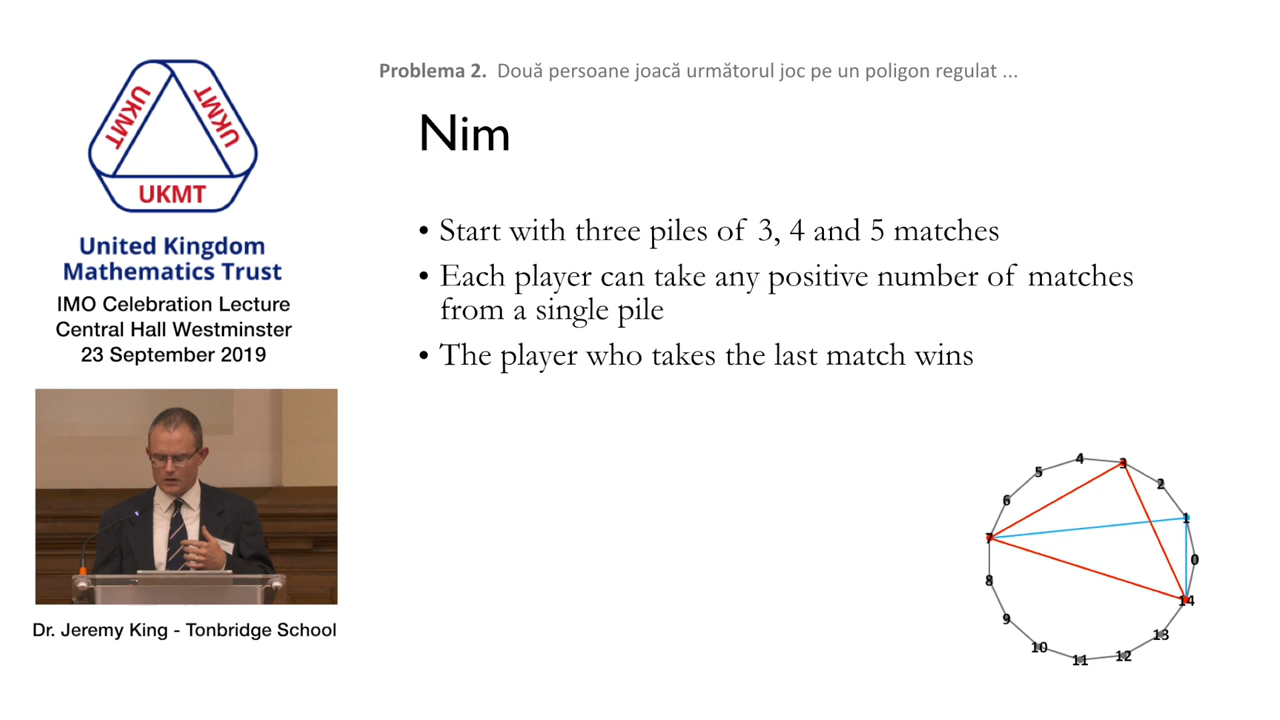 UKMT
UKMT
UKMT
United Kingdom
Mathematics Trust
IMO Celebration Lecture
Central Hall Westminster
23 September 2019
Dr. Jeremy King - Tonbridge School
Problema 2. Două persoane joacă următorul joc pe un poligon regulat ...
Nim
• Start with three piles of 3, 4 and 5 matches
• Each player can take any positive number of matches
from a single pile
• The player who takes the last match wins
0
1
2
3
4
5
6
7
8
9
10
11
12
13
14